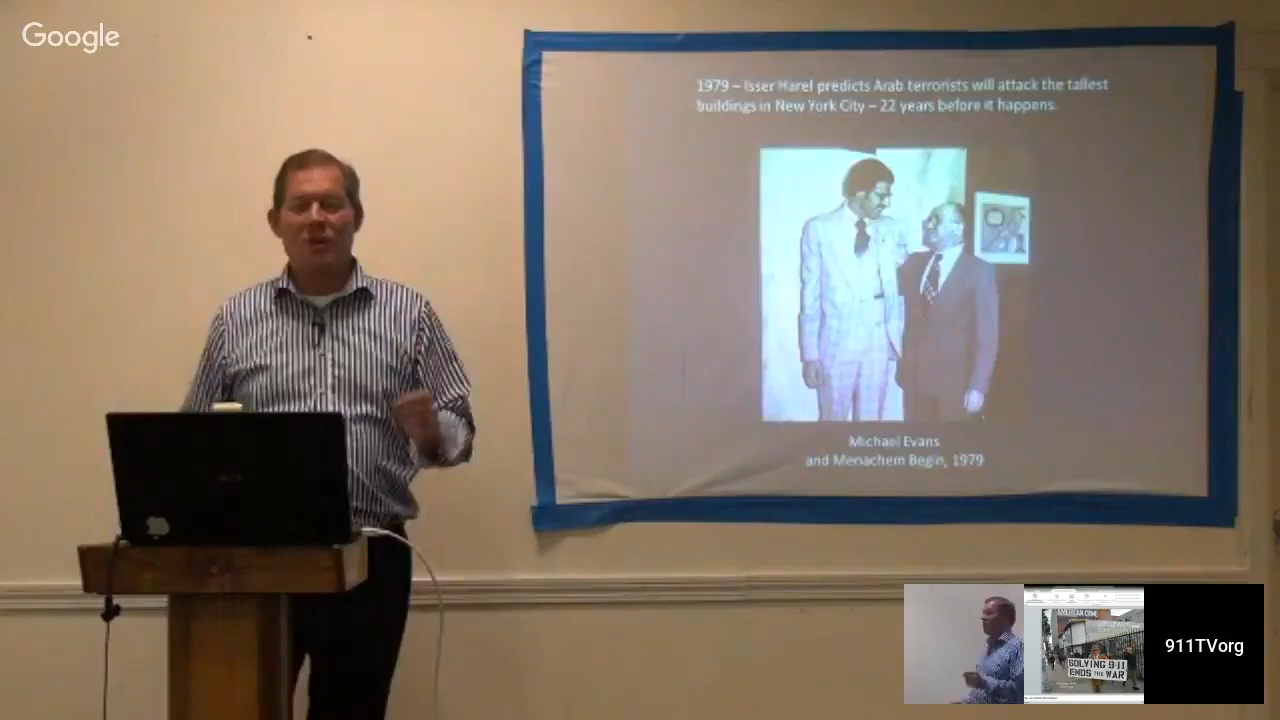 Google
1979 – Isser Harel predicts Arab terrorists will attack the tallest
buildings in New York City – 22 years before it happens.
Michael Evans
and Menachem Begin, 1979
AMERICAN CRIME
SOLVING 9-11
ENDS THE WAR
911TVorg